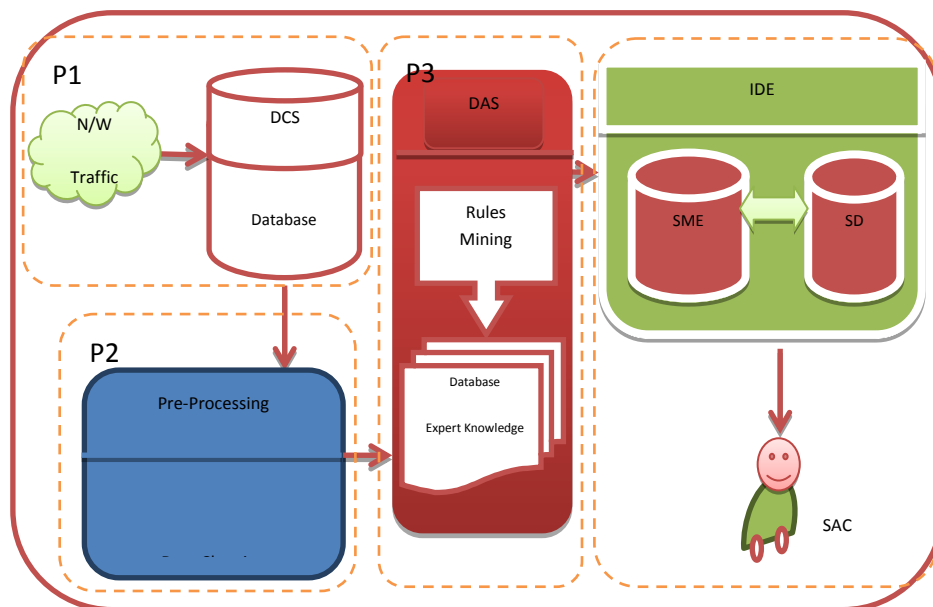 P1
N/W
Traffic
DCS
Database
P2
Pre-Processing
P3
DAS
Rules
Mining
Database
Expert Knowledge
IDE
SME
SD
SAC